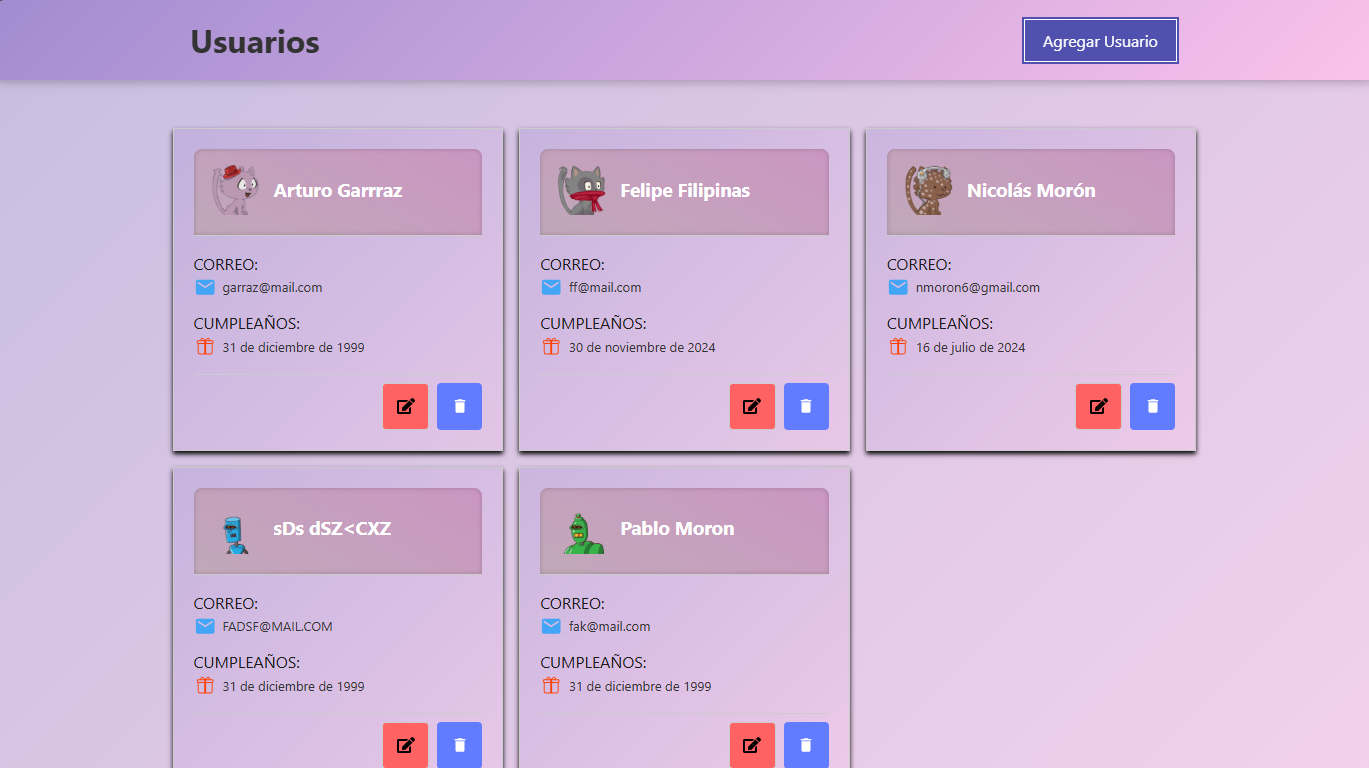 Usuarios
Agregar Usuario
Arturo Garrraz
CORREO:
garraz@mail.com
CUMPLEAÑOS:
31 de diciembre de 1999
Felipe Filipinas
CORREO:
ff@mail.com
CUMPLEAÑOS:
30 de noviembre de 2024
Nicolás Morón
CORREO:
nmoron6@gmail.com
CUMPLEAÑOS:
16 de julio de 2024
sDs dSZ<CXZ
CORREO:
FADSF@MAIL.COM
CUMPLEAÑOS:
31 de diciembre de 1999
Pablo Moron
CORREO:
fak@mail.com
CUMPLEAÑOS:
31 de diciembre de 1999